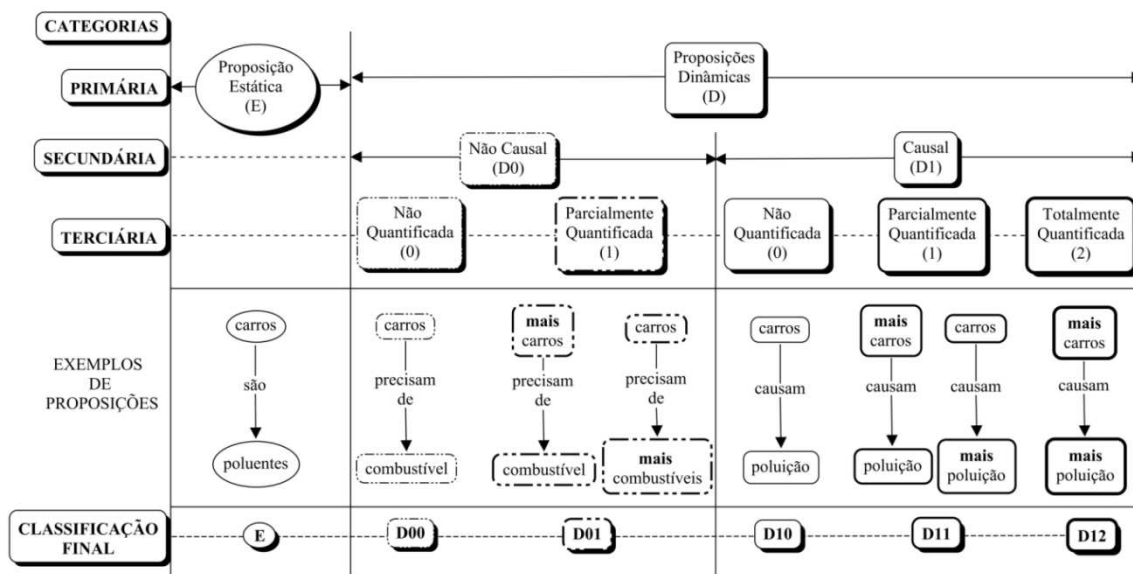 CATEGORIAS
PRIMÁRIA
Proposição
Estática
(E)
Proposições
Dinâmicas
(D)
SECUNDÁRIA
Não Causal
(D0)
Causal
(D1)
TERCIÁRIA
Não
Quantificada
(0)
Parcialmente
Quantificada
(1)
Não
Quantificada
(0)
Parcialmente
Quantificada
(1)
Totalmente
Quantificada
(2)
EXEMPLOS
DE
PROPOSIÇÕES
carros
são
poluentes
carros
precisam
de
combustível
mais
carros
precisam
de
combustível
carros
precisam
de
mais
combustíveis
carros
causam
poluição
mais
carros
causam
poluição
carros
causam
mais
poluição
mais
carros
causam
mais
poluição
CLASSIFICAÇÃO
FINAL
E
D00
D01
D10
D11
D12